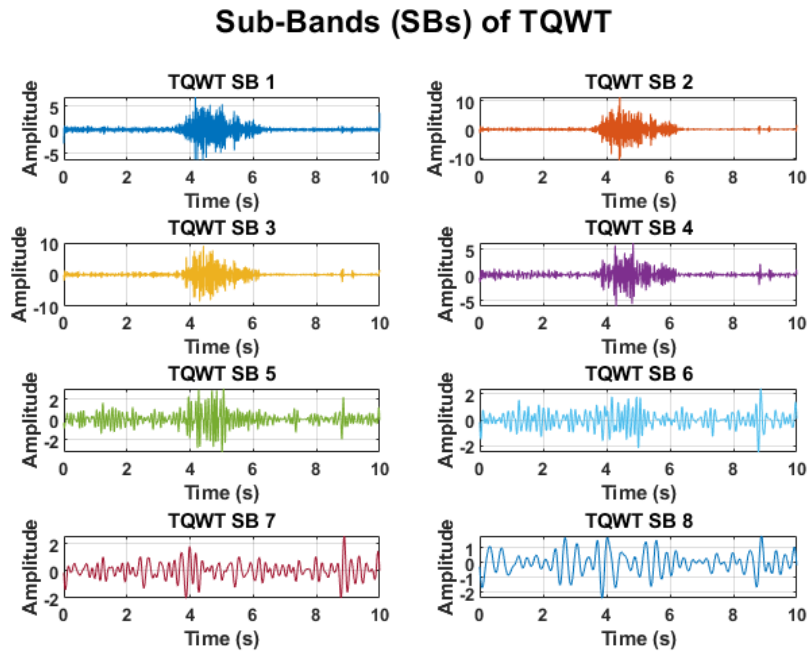 Sub-Bands (SBs) of TQWT
TQWT SB 1
Amplitude
5
0
-5
0 2 4 6 8 10
Time (s)
TQWT SB 2
Amplitude
10
0
-10
0 2 4 6 8 10
Time (s)
TQWT SB 3
Amplitude
10
0
-10
0 2 4 6 8 10
Time (s)
TQWT SB 4
Amplitude
5
0
-5
0 2 4 6 8 10
Time (s)
TQWT SB 5
Amplitude
2
0
-2
0 2 4 6 8 10
Time (s)
TQWT SB 6
Amplitude
2
0
-2
0 2 4 6 8 10
Time (s)
TQWT SB 7
Amplitude
2
0
-2
0 2 4 6 8 10
Time (s)
TQWT SB 8
Amplitude
1
0
-1
-2
0 2 4 6 8 10
Time (s)